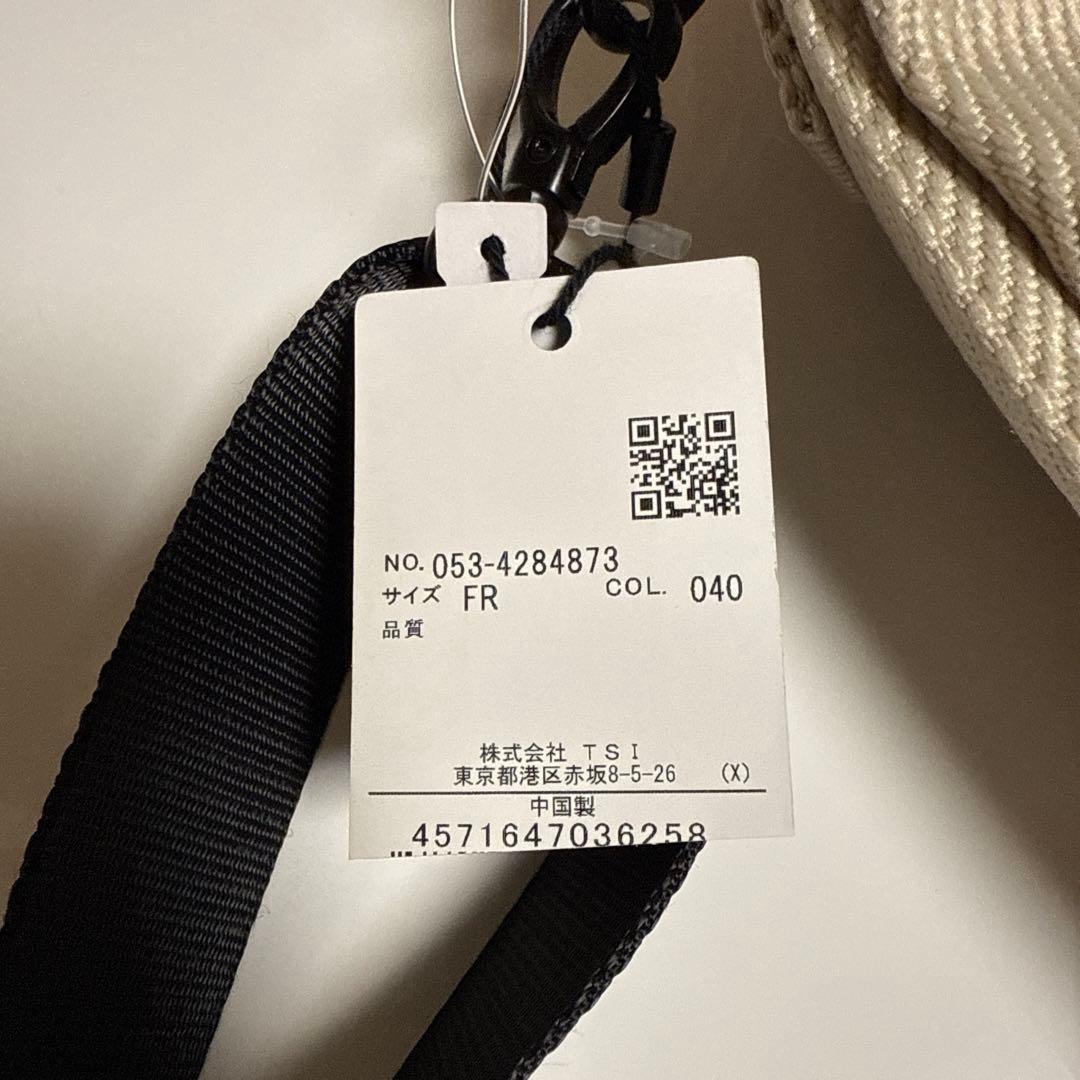 NO. 053-4284873
サイズ FR COL. 040
品質
株式会社 TSI
東京都港区赤坂8-5-26 (X)
中国製
4571647036258